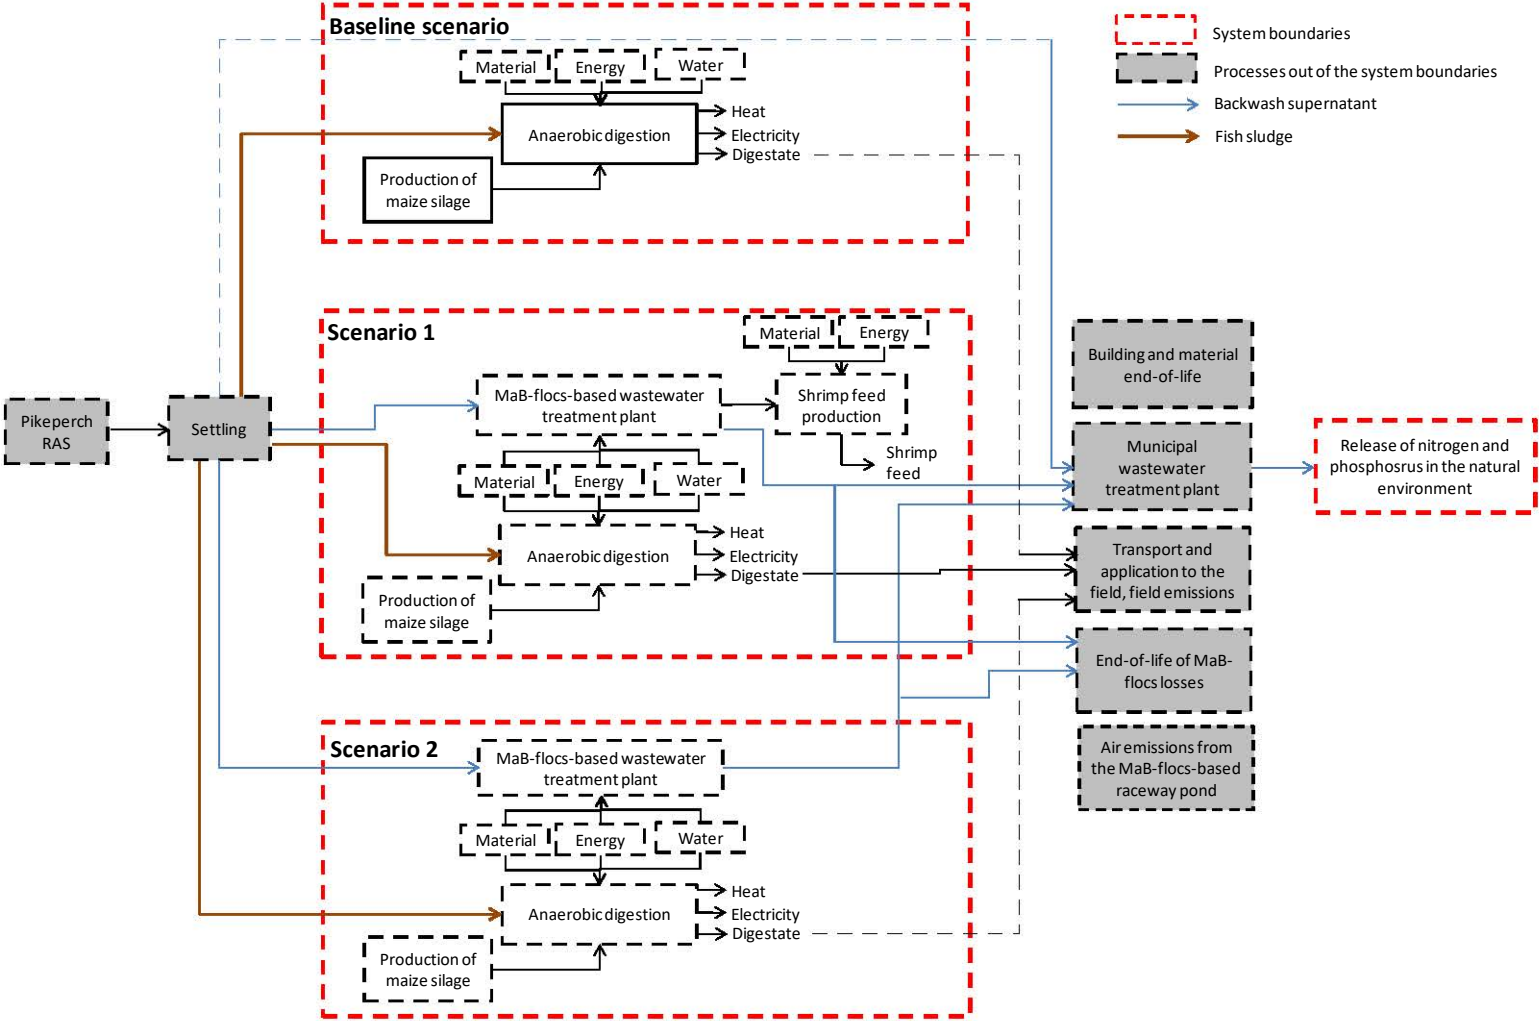 Baseline scenario
Material
Energy
Water
Anaerobic digestion
Heat
Electricity
Digestate
Production of
maize silage
System boundaries
Processes out of the system boundaries
Backwash supernatant
Fish sludge
Pikeperch
RAS
Settling
Scenario 1
Material
Energy
MaB-flocs-based wastewater
treatment plant
Shrimp feed
production
Shrimp
feed
Material
Energy
Water
Anaerobic digestion
Heat
Electricity
Digestate
Production of
maize silage
Scenario 2
MaB-flocs-based wastewater
treatment plant
Material
Energy
Water
Anaerobic digestion
Heat
Electricity
Digestate
Production of
maize silage
Building and material
end-of-life
Municipal
wastewater
treatment plant
Transport and
application to the
field, field emissions
End-of-life of MaB-
flocs losses
Air emissions from
the MaB-flocs-based
raceway pond
Release of nitrogen and
phosphosrus in the natural
environment